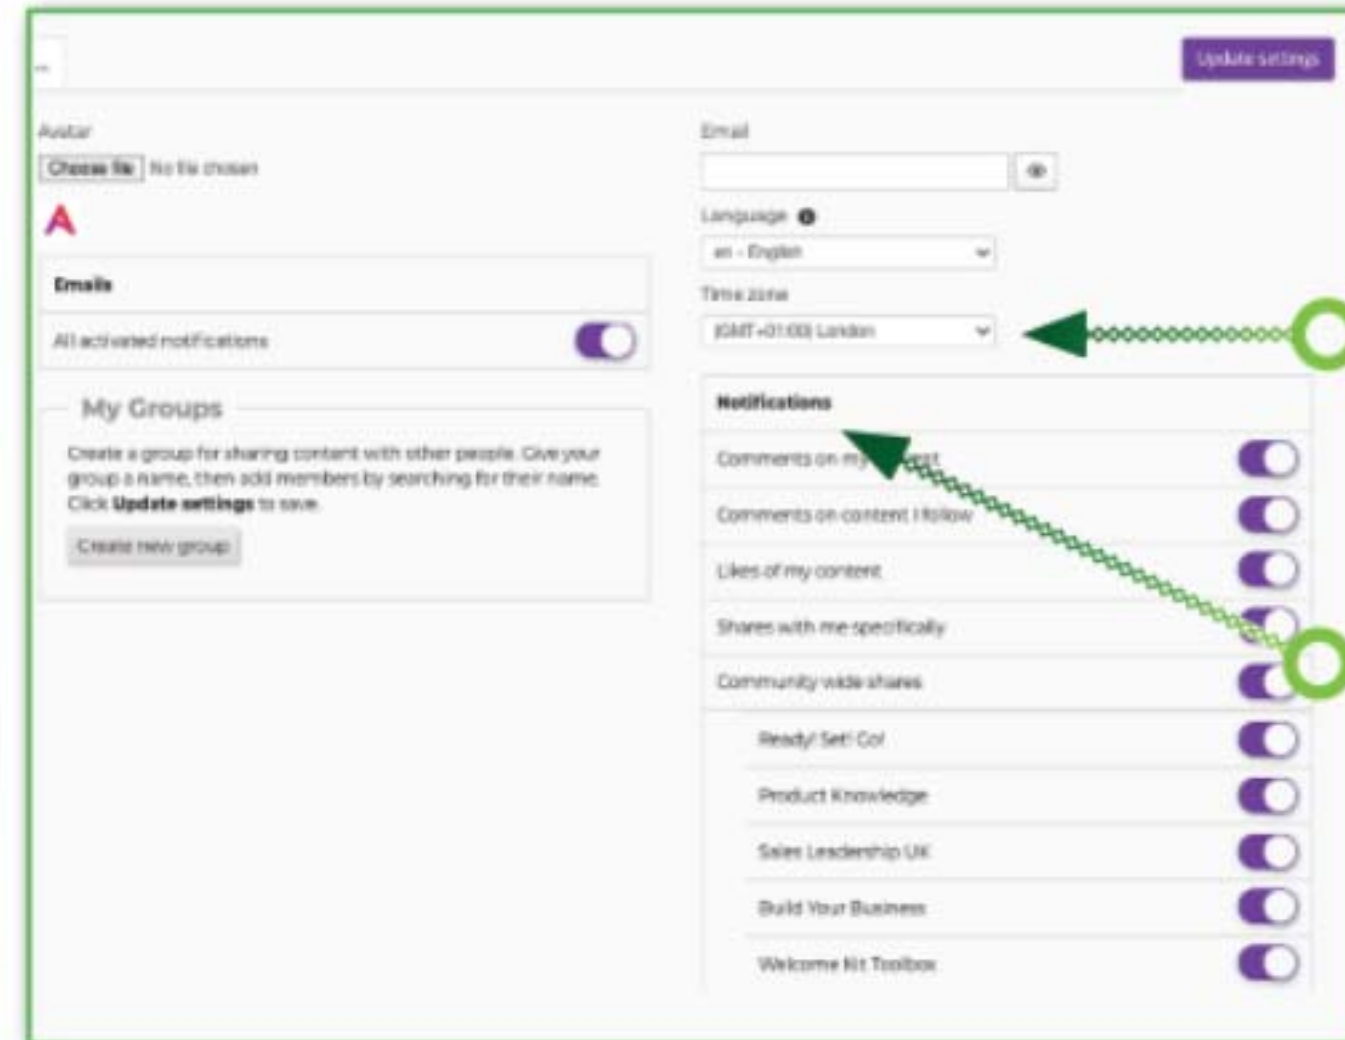 ...
Update settings
Avatar
Choose file No file chosen
Emails
All activated notifications
My Groups
Create a group for sharing content with other people. Give your
group a name, then add members by searching for their name.
Click Update settings to save.
Create new group
Email
Language
en - English
Time zone
(GMT+01:00) London
Notifications
Comments on my
Comments on content I follow
Likes of my content
Shares with me specifically
Community wide shares
Ready! Set! Go!
Product Knowledge
Sales Leadership UK
Build Your Business
Welcome Kit Toolbox